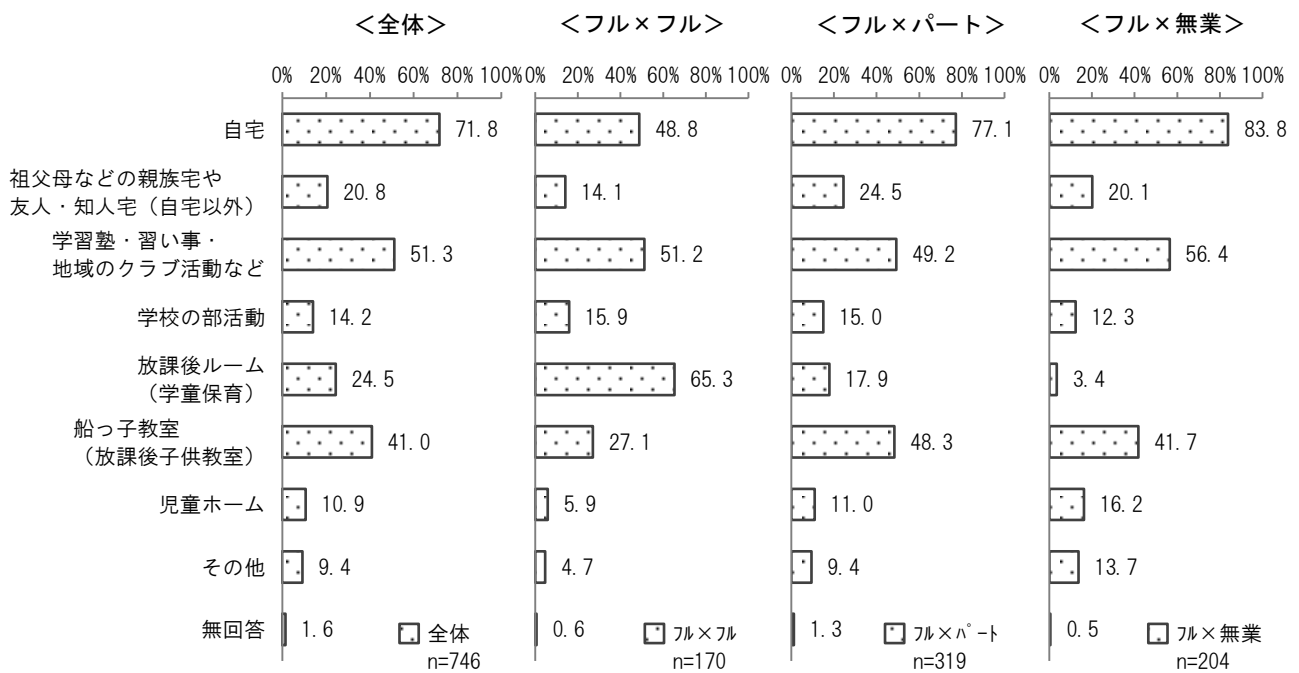 ＜全体＞ ＜フル×フル＞ ＜フル×パート＞ ＜フル×無業＞
0% 20% 40% 60% 80% 100% 0% 20% 40% 60% 80% 100% 0% 20% 40% 60% 80% 100% 0% 20% 40% 60% 80% 100%
自宅 71.8 48.8 77.1 83.8
祖父母などの親族宅や
友人・知人宅（自宅以外） 20.8 14.1 24.5 20.1
学習塾・習い事・
地域のクラブ活動など 51.3 51.2 49.2 56.4
学校の部活動 14.2 15.9 15.0 12.3
放課後ルーム
（学童保育） 24.5 65.3 17.9 3.4
船っ子教室
（放課後子供教室） 41.0 27.1 48.3 41.7
児童ホーム 10.9 5.9 11.0 16.2
その他 9.4 4.7 9.4 13.7
無回答 1.6 全体 0.6 ﾌﾙ×ﾌﾙ 1.3 ﾌﾙ×ﾊﾟｰﾄ 0.5 ﾌﾙ×無業
n=746 n=170 n=319 n=204